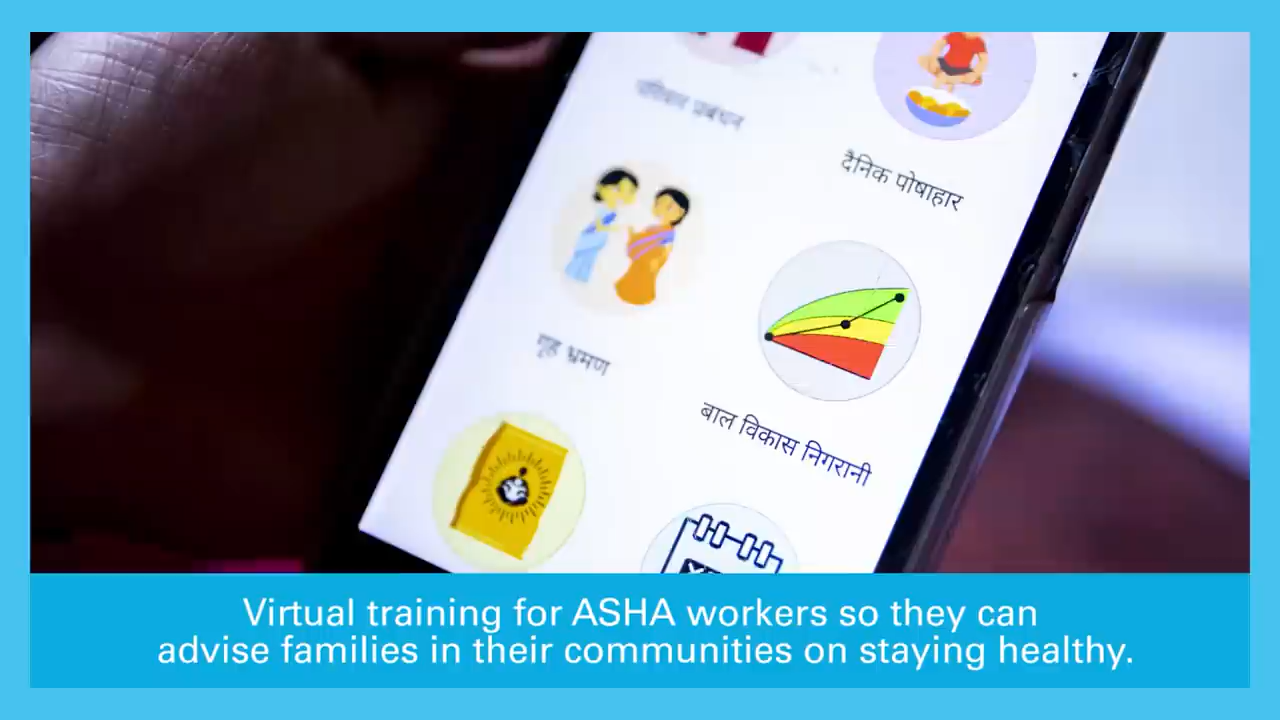 परिवार प्रबंधन
दैनिक पोषाहार
गृह भ्रमण
बाल विकास निगरानी
Virtual training for ASHA workers so they can
advise families in their communities on staying healthy.